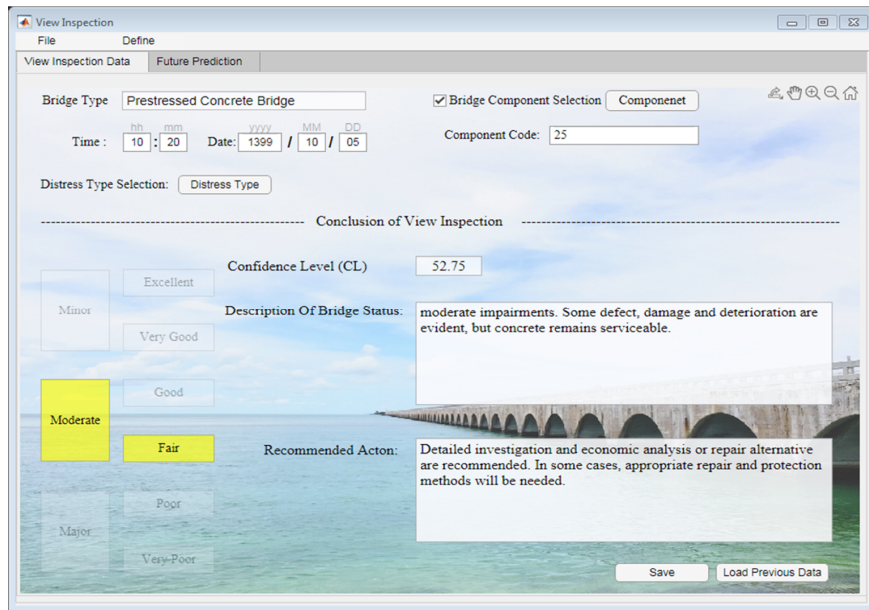 View Inspection
File Define
View Inspection Data Future Prediction
Bridge Type Prestressed Concrete Bridge Bridge Component Selection Componenet
hh mm yyyy MM DD
Time : 10 : 20 Date: 1399 / 10 / 05 Component Code: 25
Distress Type Selection: Distress Type
Conclusion of View Inspection
Confidence Level (CL) 52.75
Excellent
Minor
Description Of Bridge Status: moderate impairments. Some defect, damage and deterioration are
evident, but concrete remains serviceable.
Very Good
Good
Moderate
Fair
Recommended Acton: Detailed investigation and economic analysis or repair alternative
are recommended. In some cases, appropriate repair and protection
methods will be needed.
Poor
Major
Very Poor
Save Load Previous Data